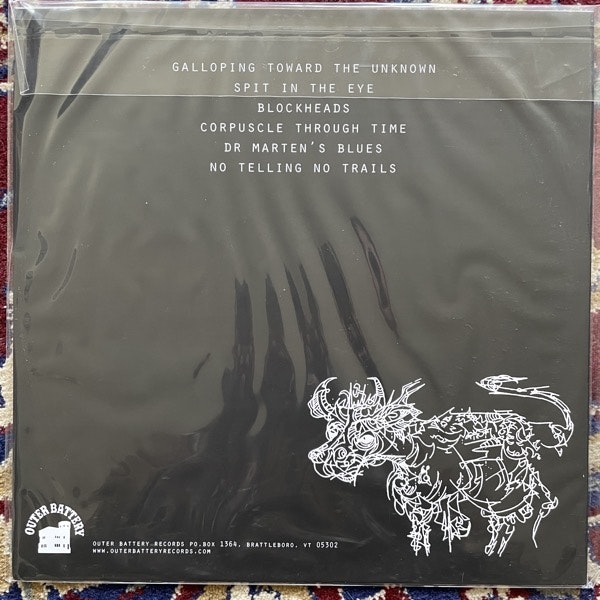 GALLOPING TOWARD THE UNKNOWN
SPIT IN THE EYE
BLOCKHEADS
CORPUSCLE THROUGH TIME
DR MARTEN'S BLUES
NO TELLING NO TRAILS
OUTER BATTERY
OUTER BATTERY RECORDS PO.BOX 1364, BRATTLEBORO, VT 05302
WWW.OUTERBATTERYRECORDS.COM